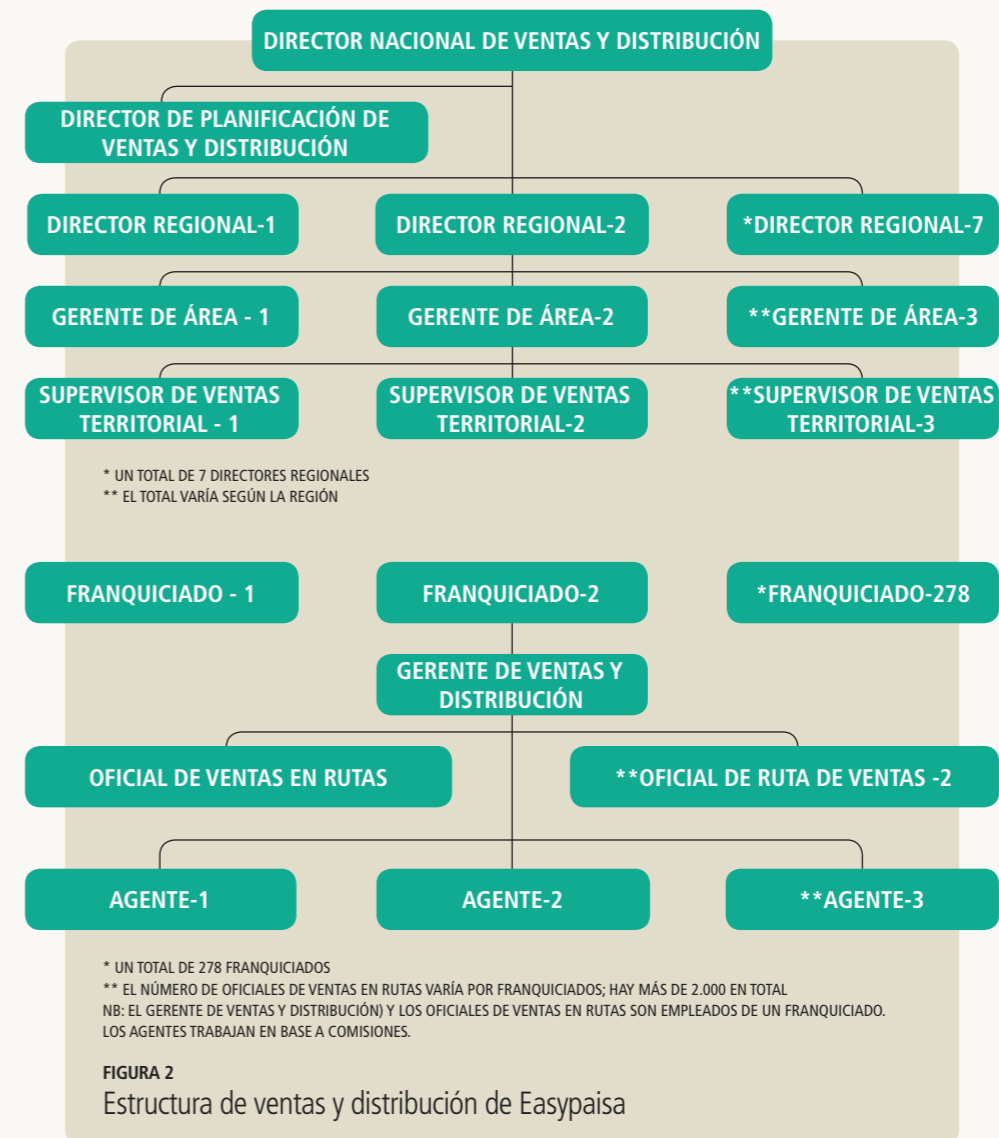 DIRECTOR NACIONAL DE VENTAS Y DISTRIBUCIÓN
DIRECTOR DE PLANIFICACIÓN DE
VENTAS Y DISTRIBUCIÓN
DIRECTOR REGIONAL-1
DIRECTOR REGIONAL-2
*DIRECTOR REGIONAL-7
GERENTE DE ÁREA - 1
GERENTE DE ÁREA-2
**GERENTE DE ÁREA-3
SUPERVISOR DE VENTAS
TERRITORIAL - 1
SUPERVISOR DE VENTAS
TERRITORIAL-2
**SUPERVISOR DE VENTAS
TERRITORIAL-3
* UN TOTAL DE 7 DIRECTORES REGIONALES
** EL TOTAL VARÍA SEGÚN LA REGIÓN
FRANQUICIADO - 1
FRANQUICIADO-2
*FRANQUICIADO-278
GERENTE DE VENTAS Y
DISTRIBUCIÓN
OFICIAL DE VENTAS EN RUTAS
**OFICIAL DE RUTA DE VENTAS -2
AGENTE-1
AGENTE-2
**AGENTE-3
* UN TOTAL DE 278 FRANQUICIADOS
** EL NÚMERO DE OFICIALES DE VENTAS EN RUTAS VARÍA POR FRANQUICIADOS; HAY MÁS DE 2.000 EN TOTAL
NB: EL GERENTE DE VENTAS Y DISTRIBUCIÓN) Y LOS OFICIALES DE VENTAS EN RUTAS SON EMPLEADOS DE UN FRANQUICIADO.
LOS AGENTES TRABAJAN EN BASE A COMISIONES.
FIGURA 2
Estructura de ventas y distribución de Easypaisa